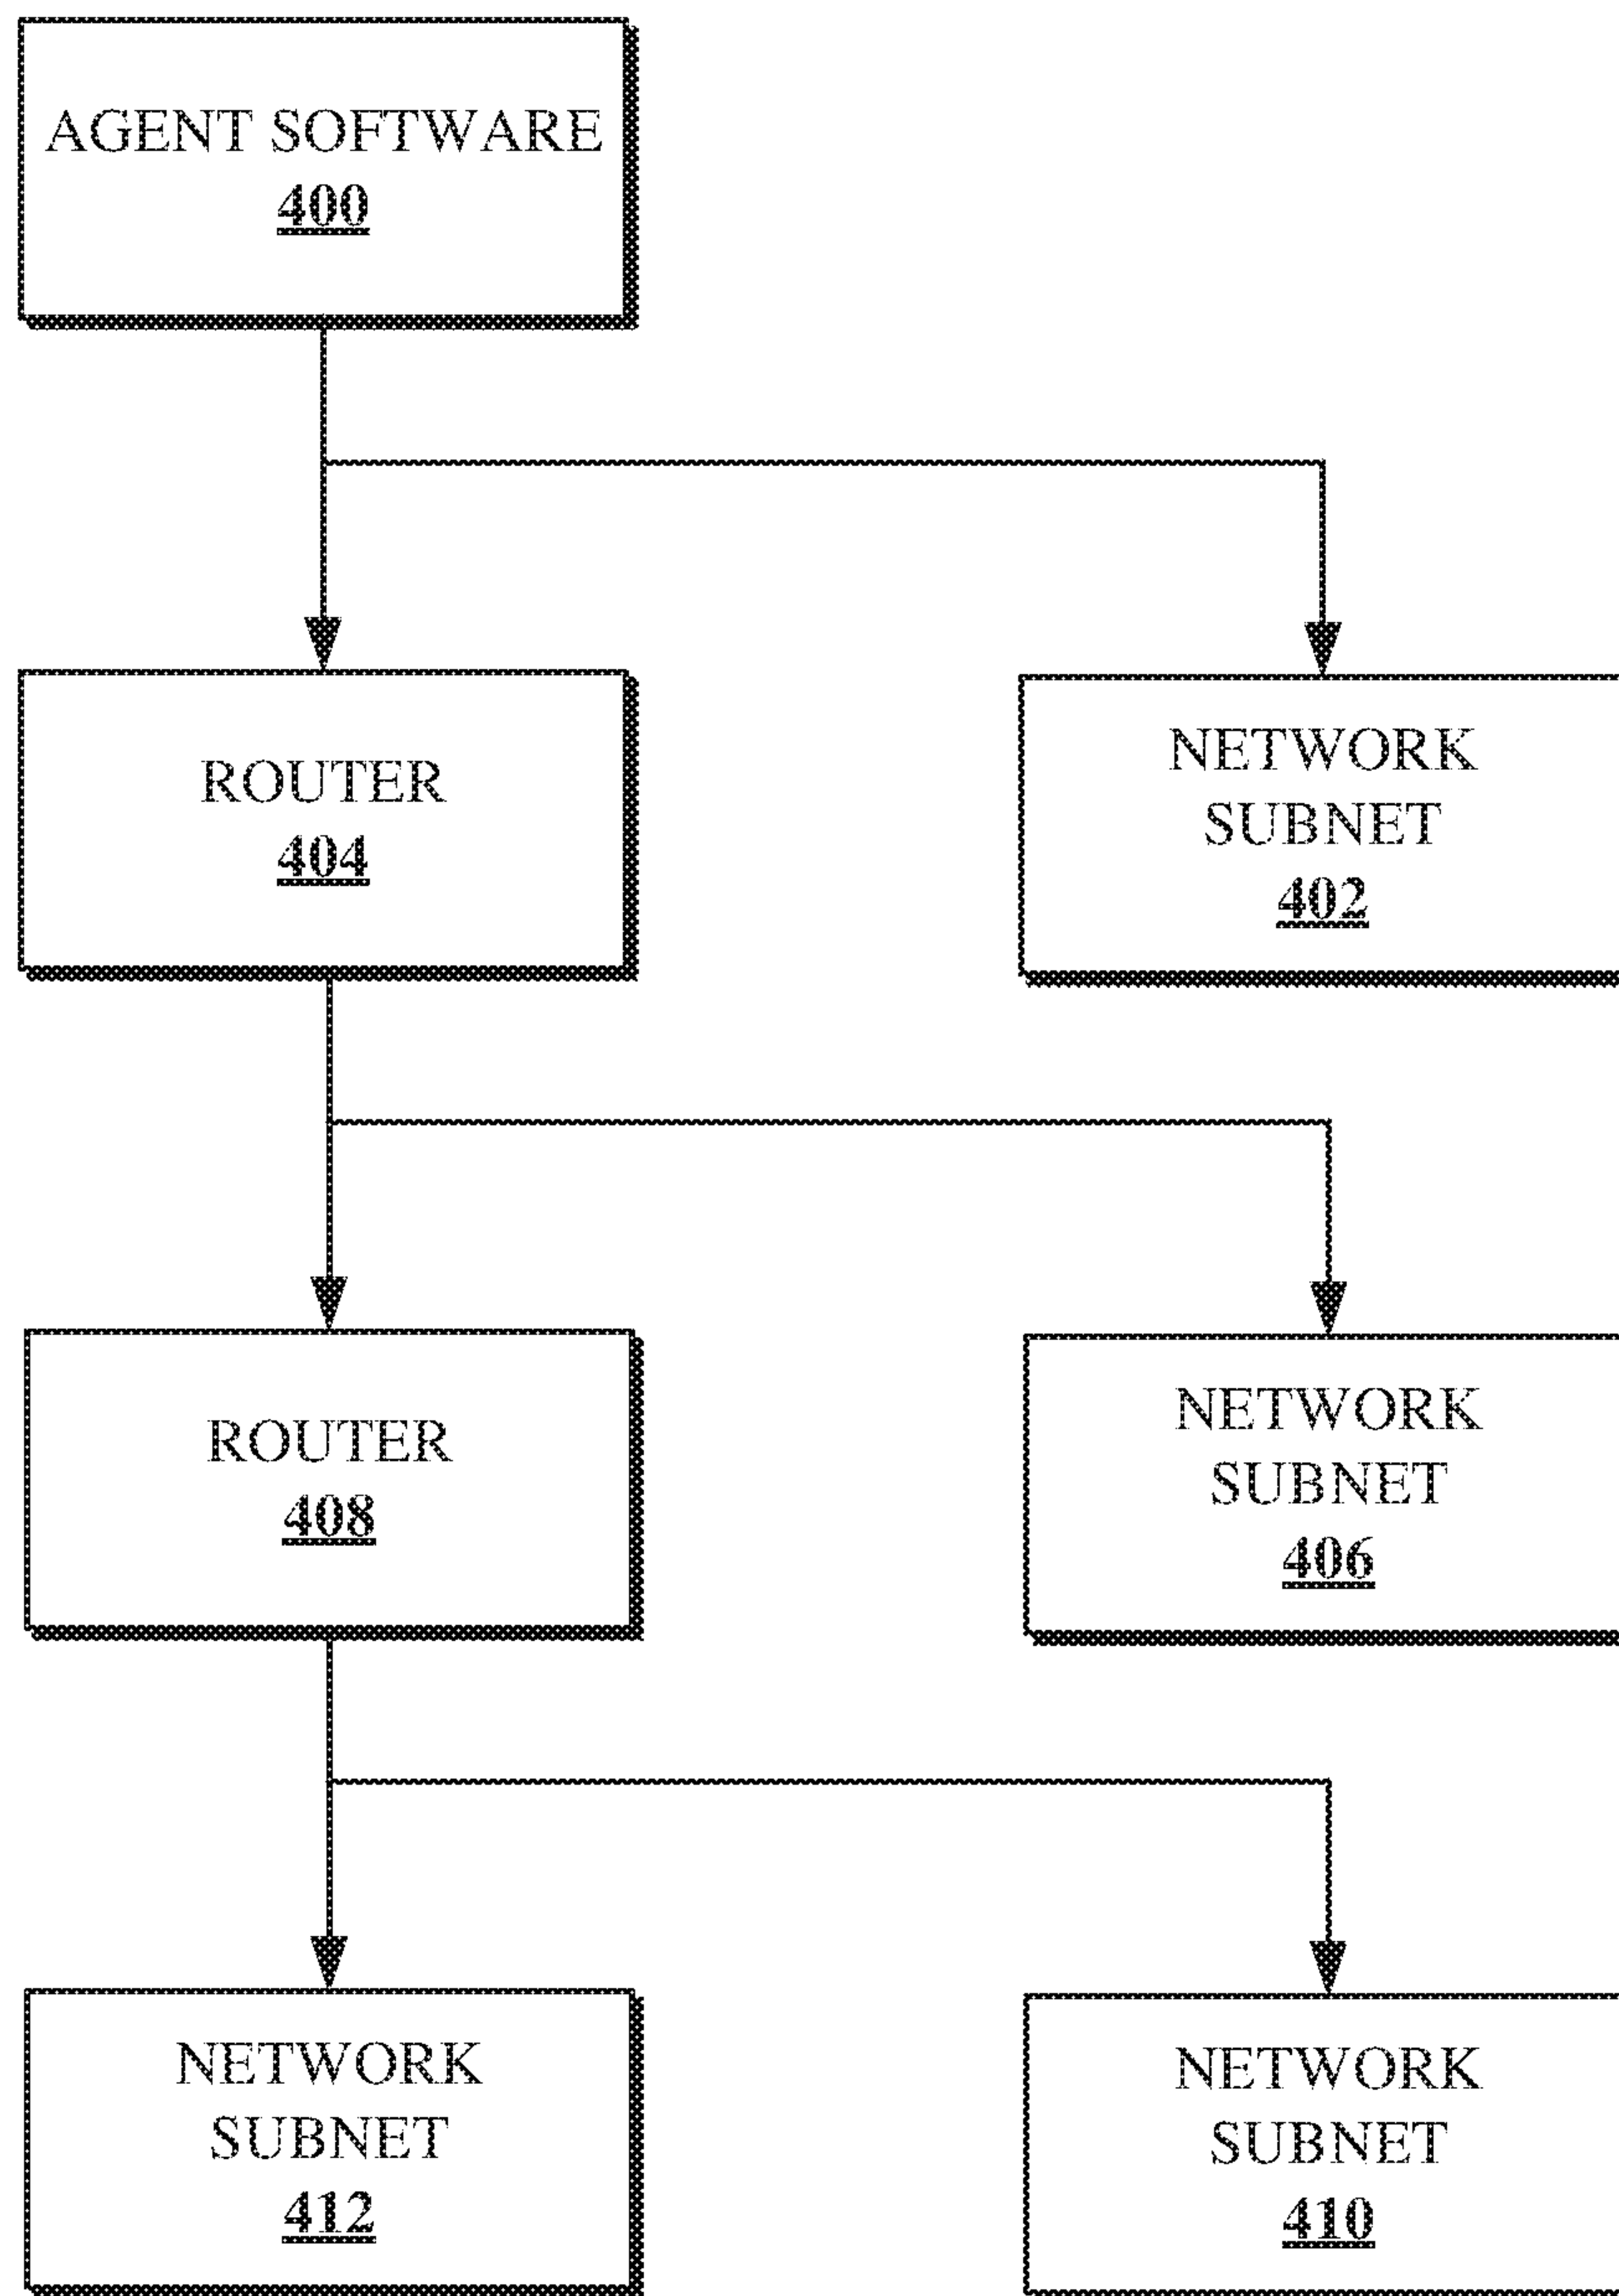 AGENT SOFTWARE
400
ROUTER
404
NETWORK
SUBNET
402
ROUTER
408
NETWORK
SUBNET
406
NETWORK
SUBNET
412
NETWORK
SUBNET
410